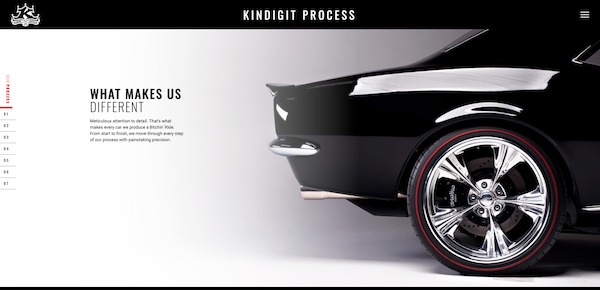 KINDIGIT PROCESS
OUR PROCESS
01
02
03
04
05
06
07
WHAT MAKES US
DIFFERENT
Meticulous attention to detail. That's what
makes every car we produce a Bitchin' Ride.
From start to finish, we move through every step
of our process with painstaking precision.